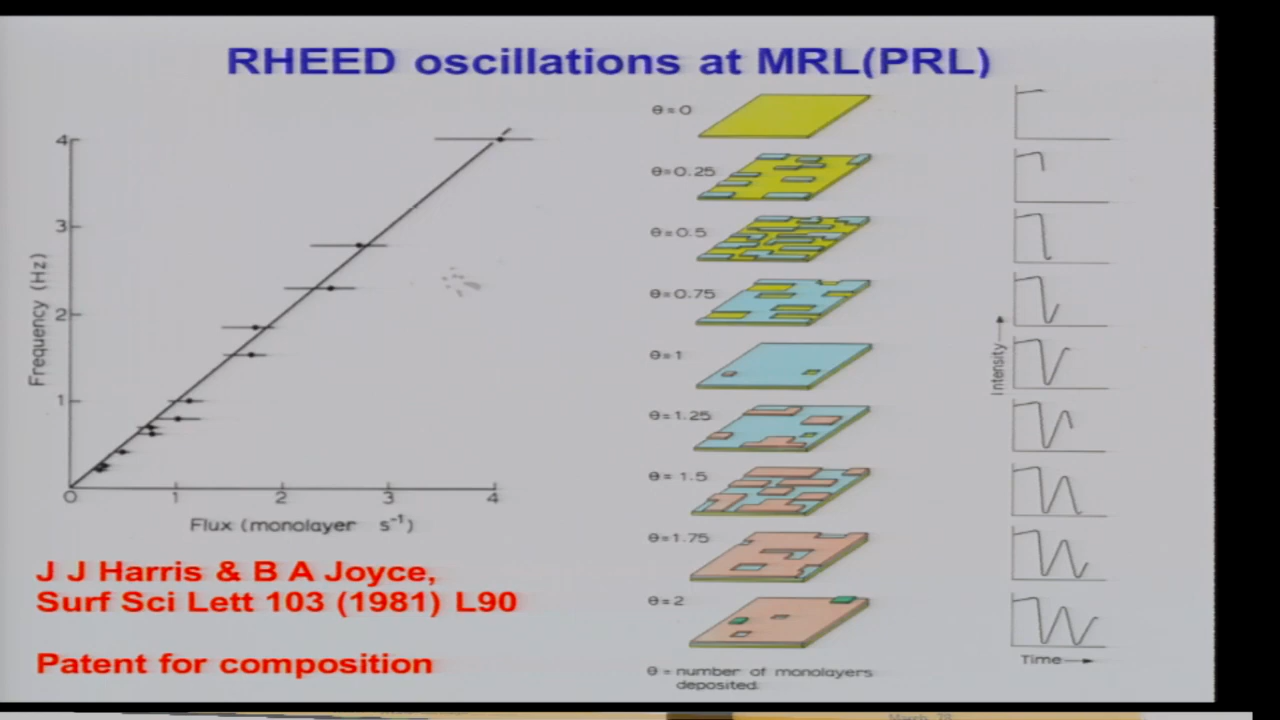 RHEED oscillations at MRL(PRL)
4
3
2
1
0
1
2
3
4
Frequency (Hz)
Flux (monolayer s⁻¹)
J J Harris & B A Joyce,
Surf Sci Lett 103 (1981) L90
Patent for composition
θ=0
θ=0.25
θ=0.5
θ=0.75
θ=1
θ=1.25
θ= 1.5
θ=1.75
θ=2
θ = number of monolayers
deposited.
Intensity
Time
March 78